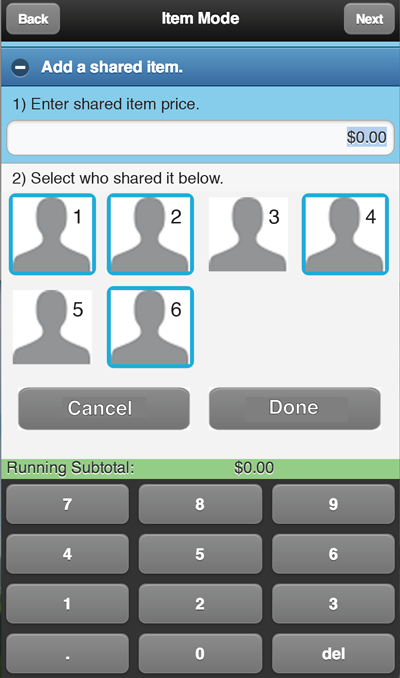 Back Item Mode Next
Add a shared item.
1) Enter shared item price.
$0.00
2) Select who shared it below.
1 2 3 4
5 6
Cancel Done
Running Subtotal: $0.00
7 8 9
4 5 6
1 2 3
. 0 del